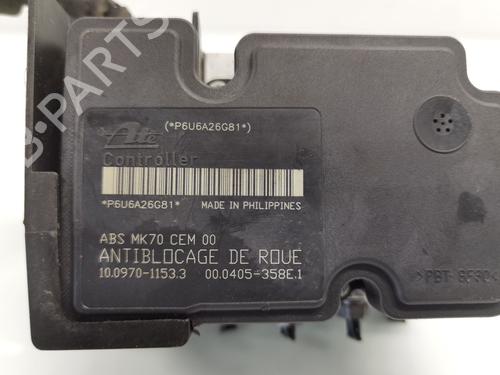 B-PARTS
(*P6U6A26G81*)
Ate
Controller
*P6U6A26G81*
MADE IN PHILIPPINES
ABS MK70 CEM 00
ANTIBLOCAGE DE ROUE
10.0970-1153.3 00.0405-358E.1
>PBT